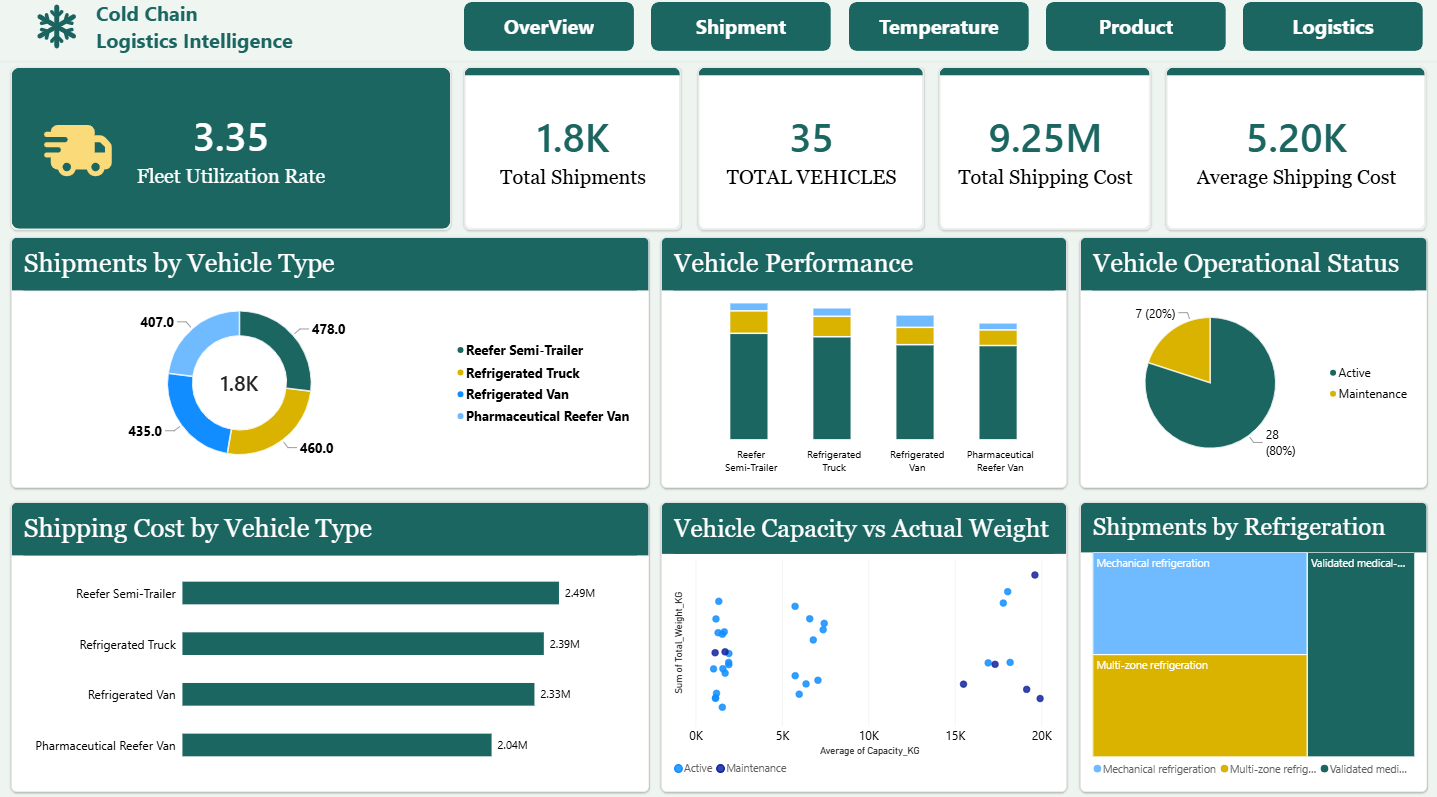 Cold Chain
Logistics Intelligence
OverView
Shipment
Temperature
Product
Logistics
3.35
Fleet Utilization Rate
1.8K
Total Shipments
35
TOTAL VEHICLES
9.25M
Total Shipping Cost
5.20K
Average Shipping Cost
Shipments by Vehicle Type
407.0
478.0
1.8K
435.0
460.0
Reefer Semi-Trailer
Refrigerated Truck
Refrigerated Van
Pharmaceutical Reefer Van
Vehicle Performance
Reefer
Semi-Trailer
Refrigerated
Truck
Refrigerated
Van
Pharmaceutical
Reefer Van
Vehicle Operational Status
7 (20%)
28
(80%)
Active
Maintenance
Shipping Cost by Vehicle Type
Reefer Semi-Trailer
2.49M
Refrigerated Truck
2.39M
Refrigerated Van
2.33M
Pharmaceutical Reefer Van
2.04M
Vehicle Capacity vs Actual Weight
Sum of Total_Weight_KG
0K
5K
10K
15K
20K
Average of Capacity_KG
Active
Maintenance
Shipments by Refrigeration
Mechanical refrigeration
Validated medical-...
Multi-zone refrigeration
Mechanical refrigeration
Multi-zone refrig...
Validated medi...